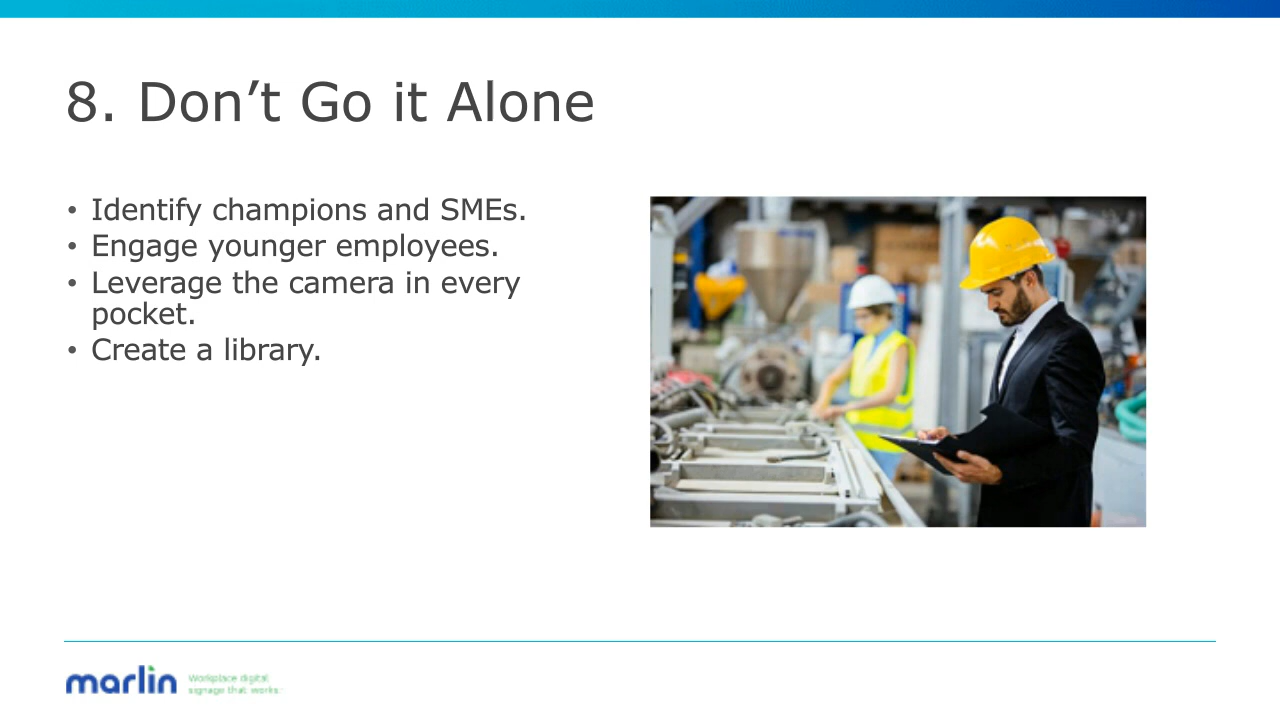 8. Don’t Go it Alone
• Identify champions and SMEs.
• Engage younger employees.
• Leverage the camera in every
pocket.
• Create a library.
marlin
Workplace digital
signage that works.